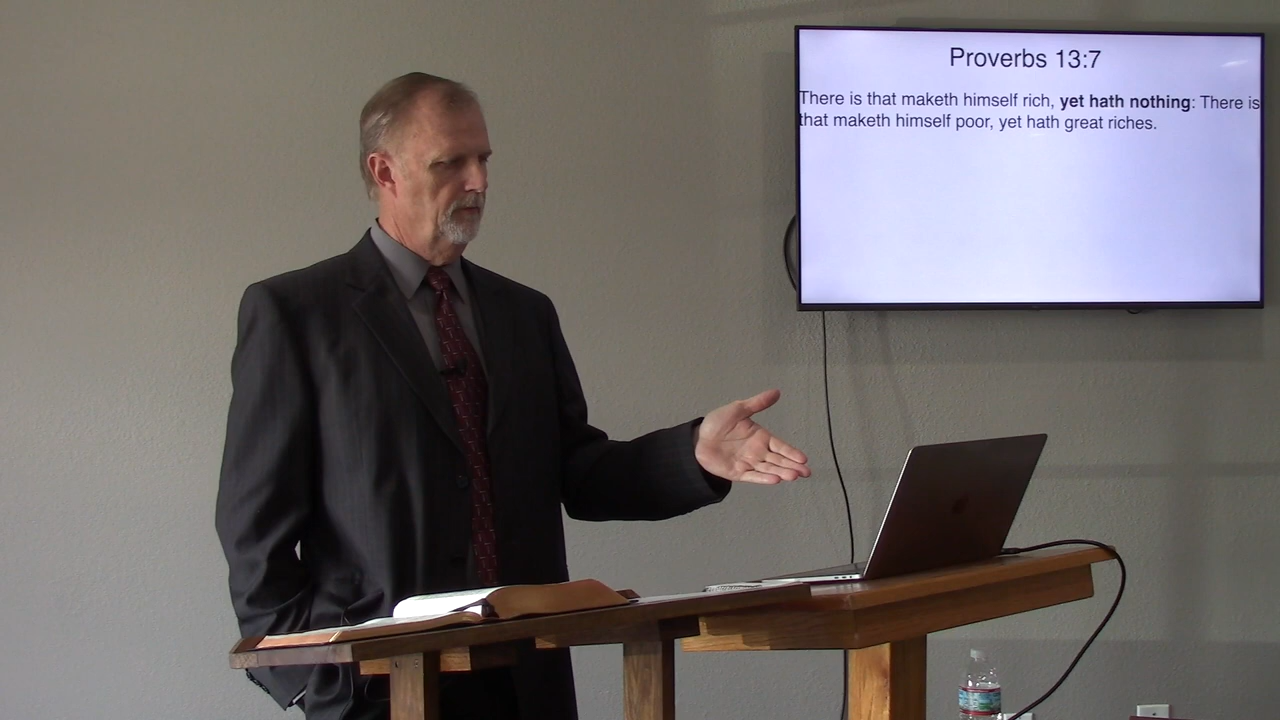 Proverbs 13:7
There is that maketh himself rich, yet hath nothing: There is
that maketh himself poor, yet hath great riches.